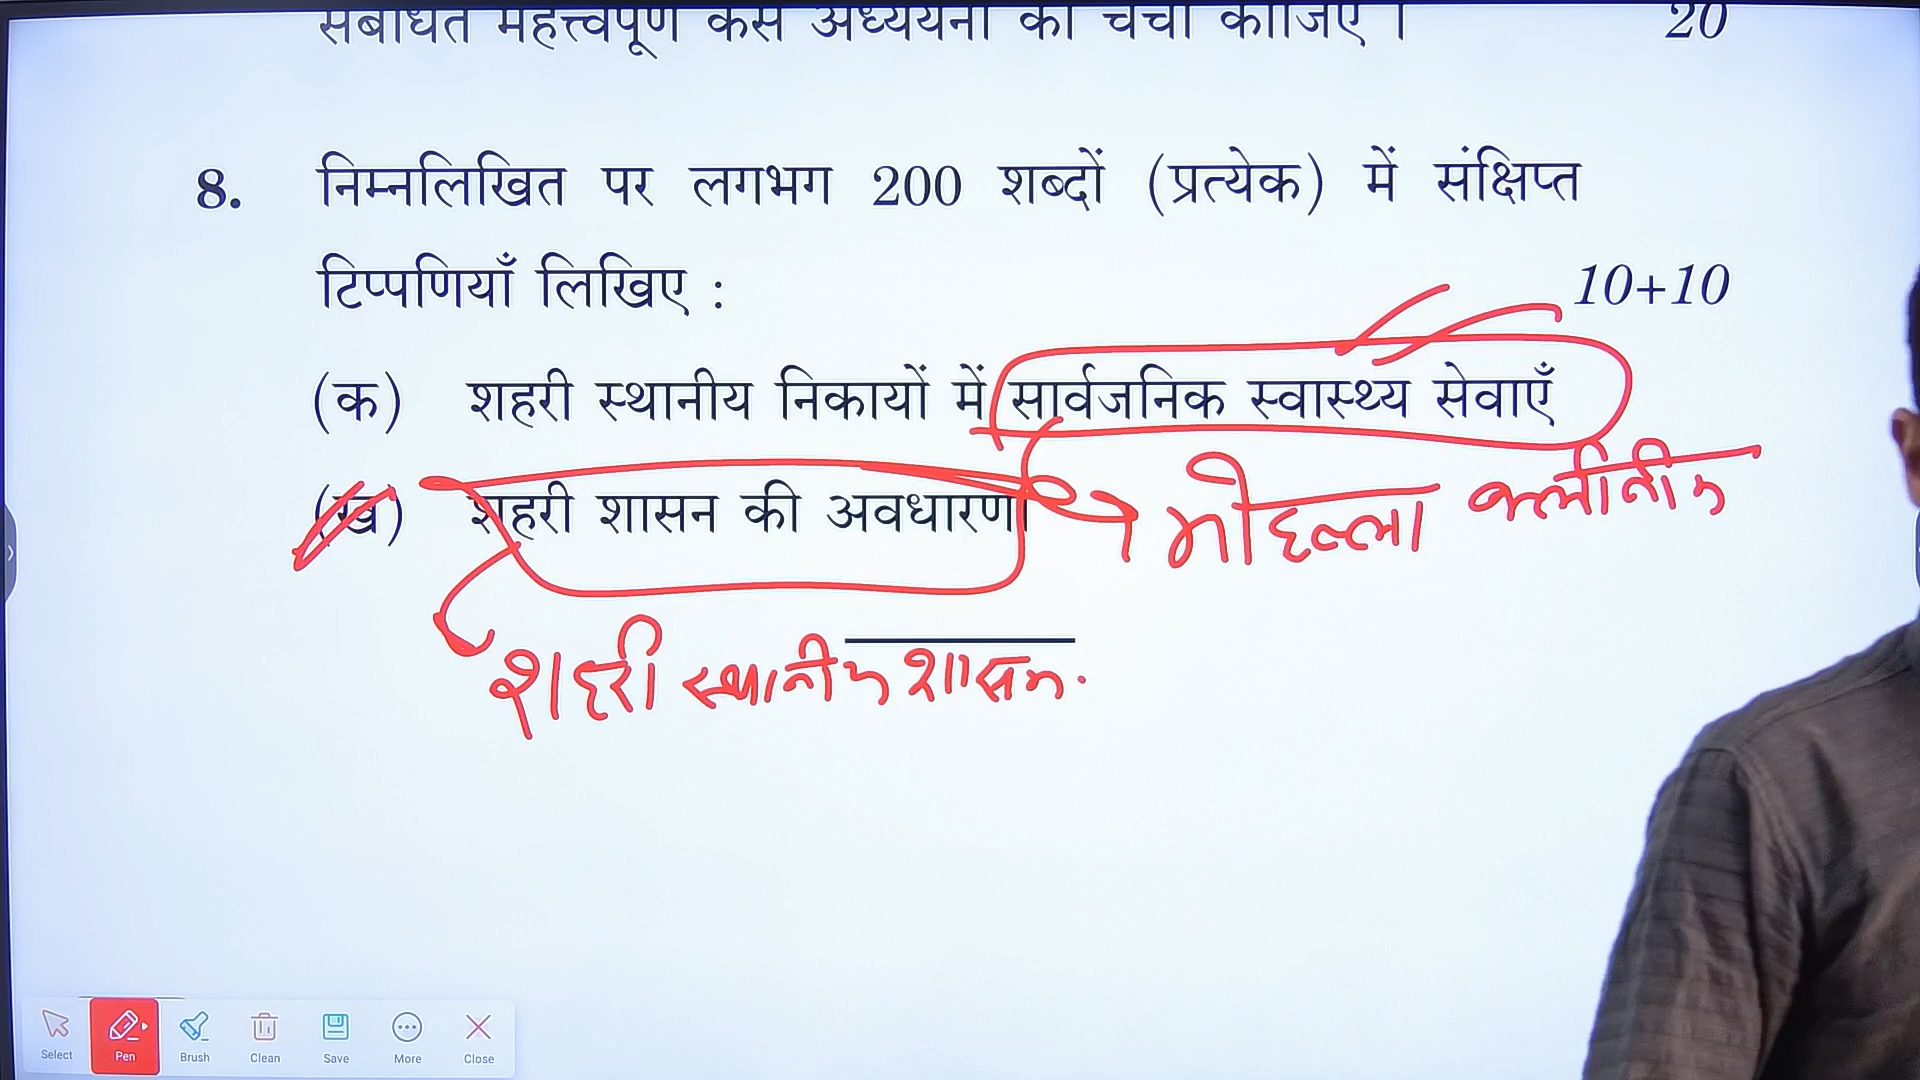 संबंधित महत्त्वपूर्ण केस अध्ययनों की चर्चा कीजिए । 20
8. निम्नलिखित पर लगभग 200 शब्दों (प्रत्येक) में संक्षिप्त
टिप्पणियाँ लिखिए : 10+10
(क) शहरी स्थानीय निकायों में सार्वजनिक स्वास्थ्य सेवाएँ
(ख) शहरी शासन की अवधारणा
मोहल्ला क्लीनीक
शहरी स्थानीय शासन.
Select Pen Brush Clean Save More Close